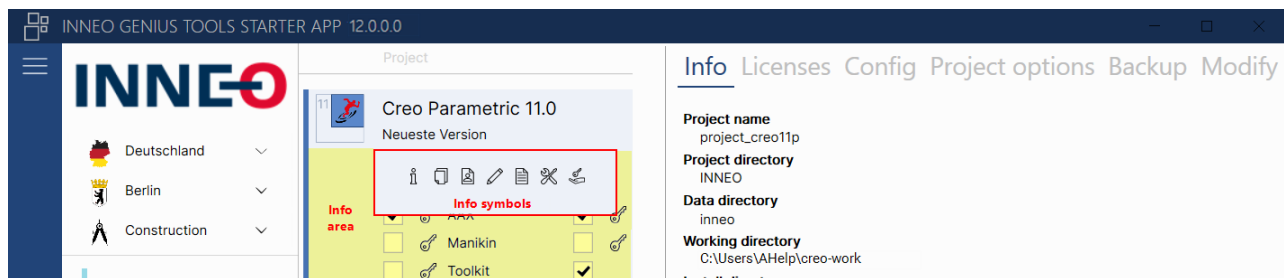 INNEO GENIUS TOOLS STARTER APP 12.0.0.0
INNEO
Deutschland
Berlin
Construction
Project
11
Creo Parametric 11.0
Neueste Version
Info symbols
Info
area
AAX
Manikin
Toolkit
Info Licenses Config Project options Backup Modify
Project name
project_creo11p
Project directory
INNEO
Data directory
inneo
Working directory
C:\Users\AHelp\creo-work